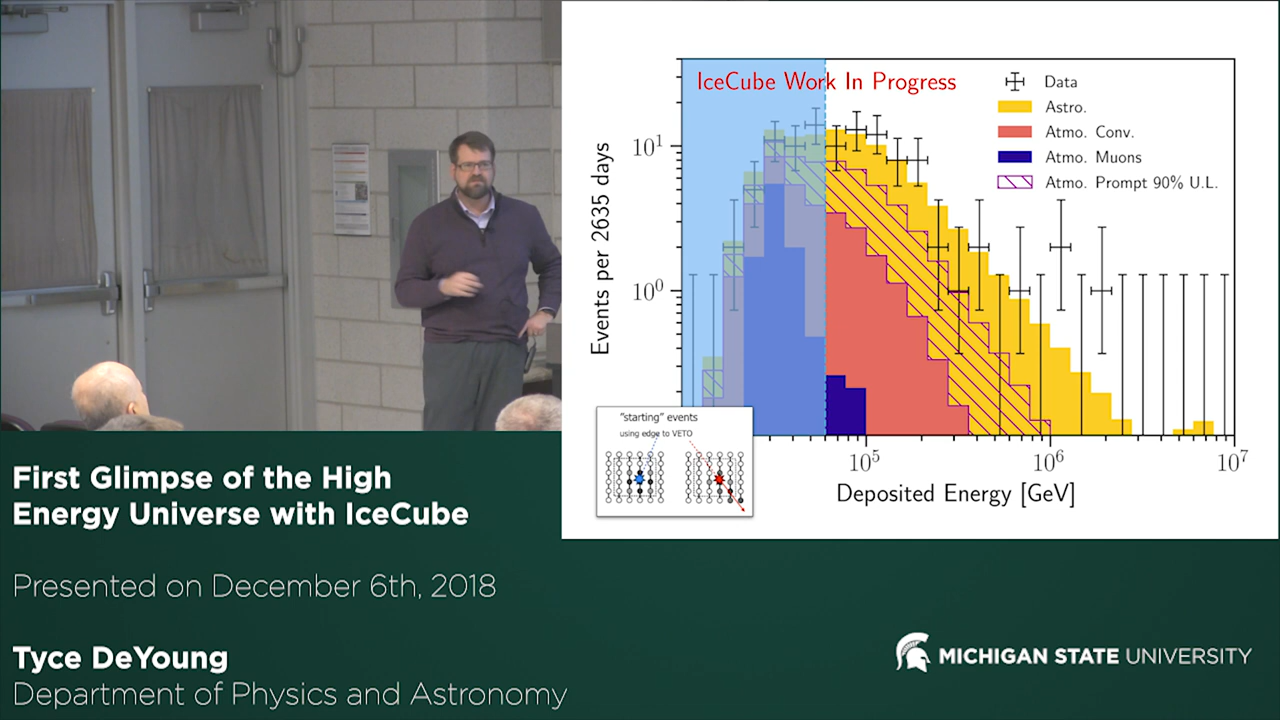 IceCube Work In Progress
Data
Astro.
Atmo. Conv.
Atmo. Muons
Atmo. Prompt 90% U.L.
Events per 2635 days
10¹
10⁰
10⁵
10⁶
10⁷
Deposited Energy [GeV]
"starting" events
using edge to VETO
First Glimpse of the High
Energy Universe with IceCube
Presented on December 6th, 2018
Tyce DeYoung
Department of Physics and Astronomy
MICHIGAN STATE UNIVERSITY